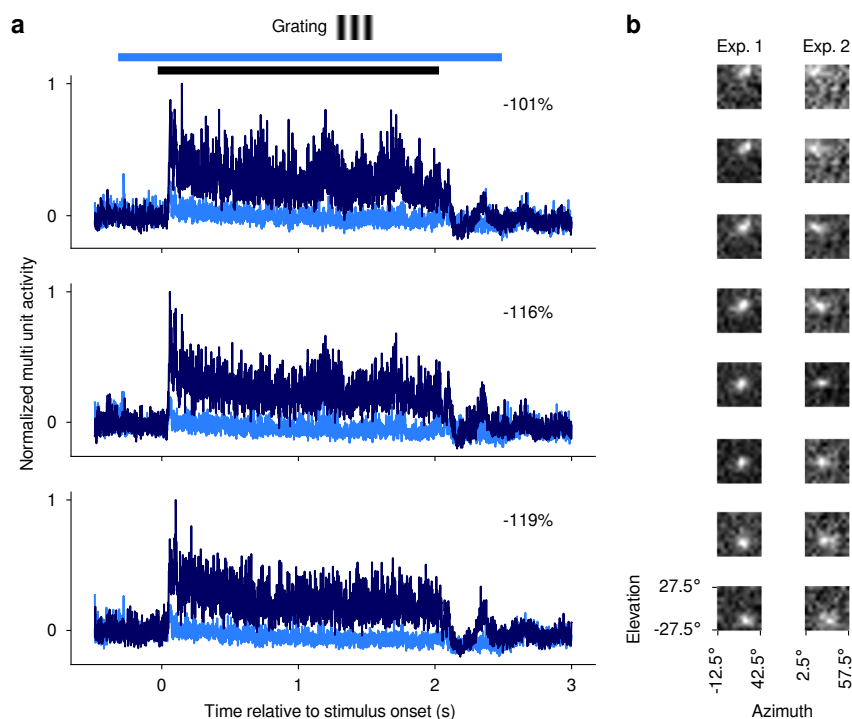 a
Grating
1
0
-101%
1
0
-116%
1
0
-119%
Normalized multi unit activity
0
1
2
3
Time relative to stimulus onset (s)
b
Exp. 1
Exp. 2
27.5°
-27.5°
Elevation
-12.5°
42.5°
2.5°
57.5°
Azimuth